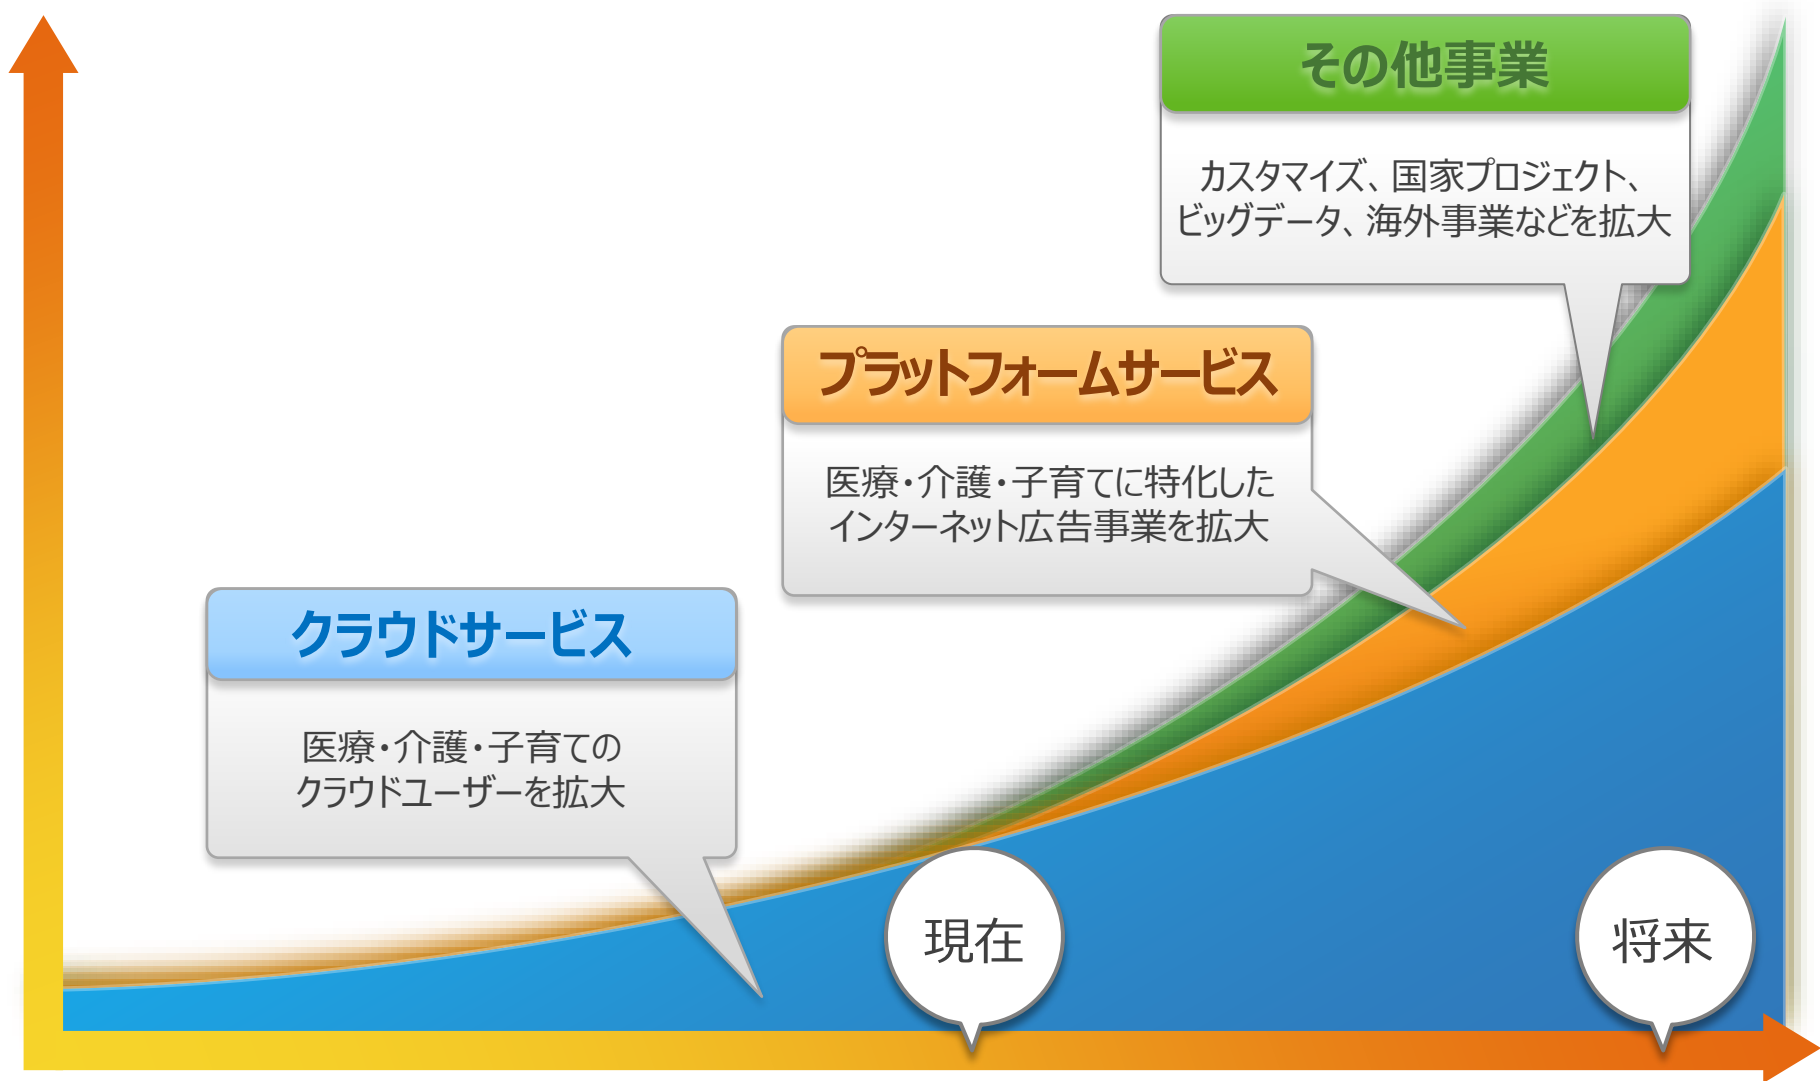 その他事業
カスタマイズ、国家プロジェクト、
ビッグデータ、海外事業などを拡大
プラットフォームサービス
医療・介護・子育てに特化した
インターネット広告事業を拡大
クラウドサービス
医療・介護・子育ての
クラウドユーザーを拡大
現在
将来